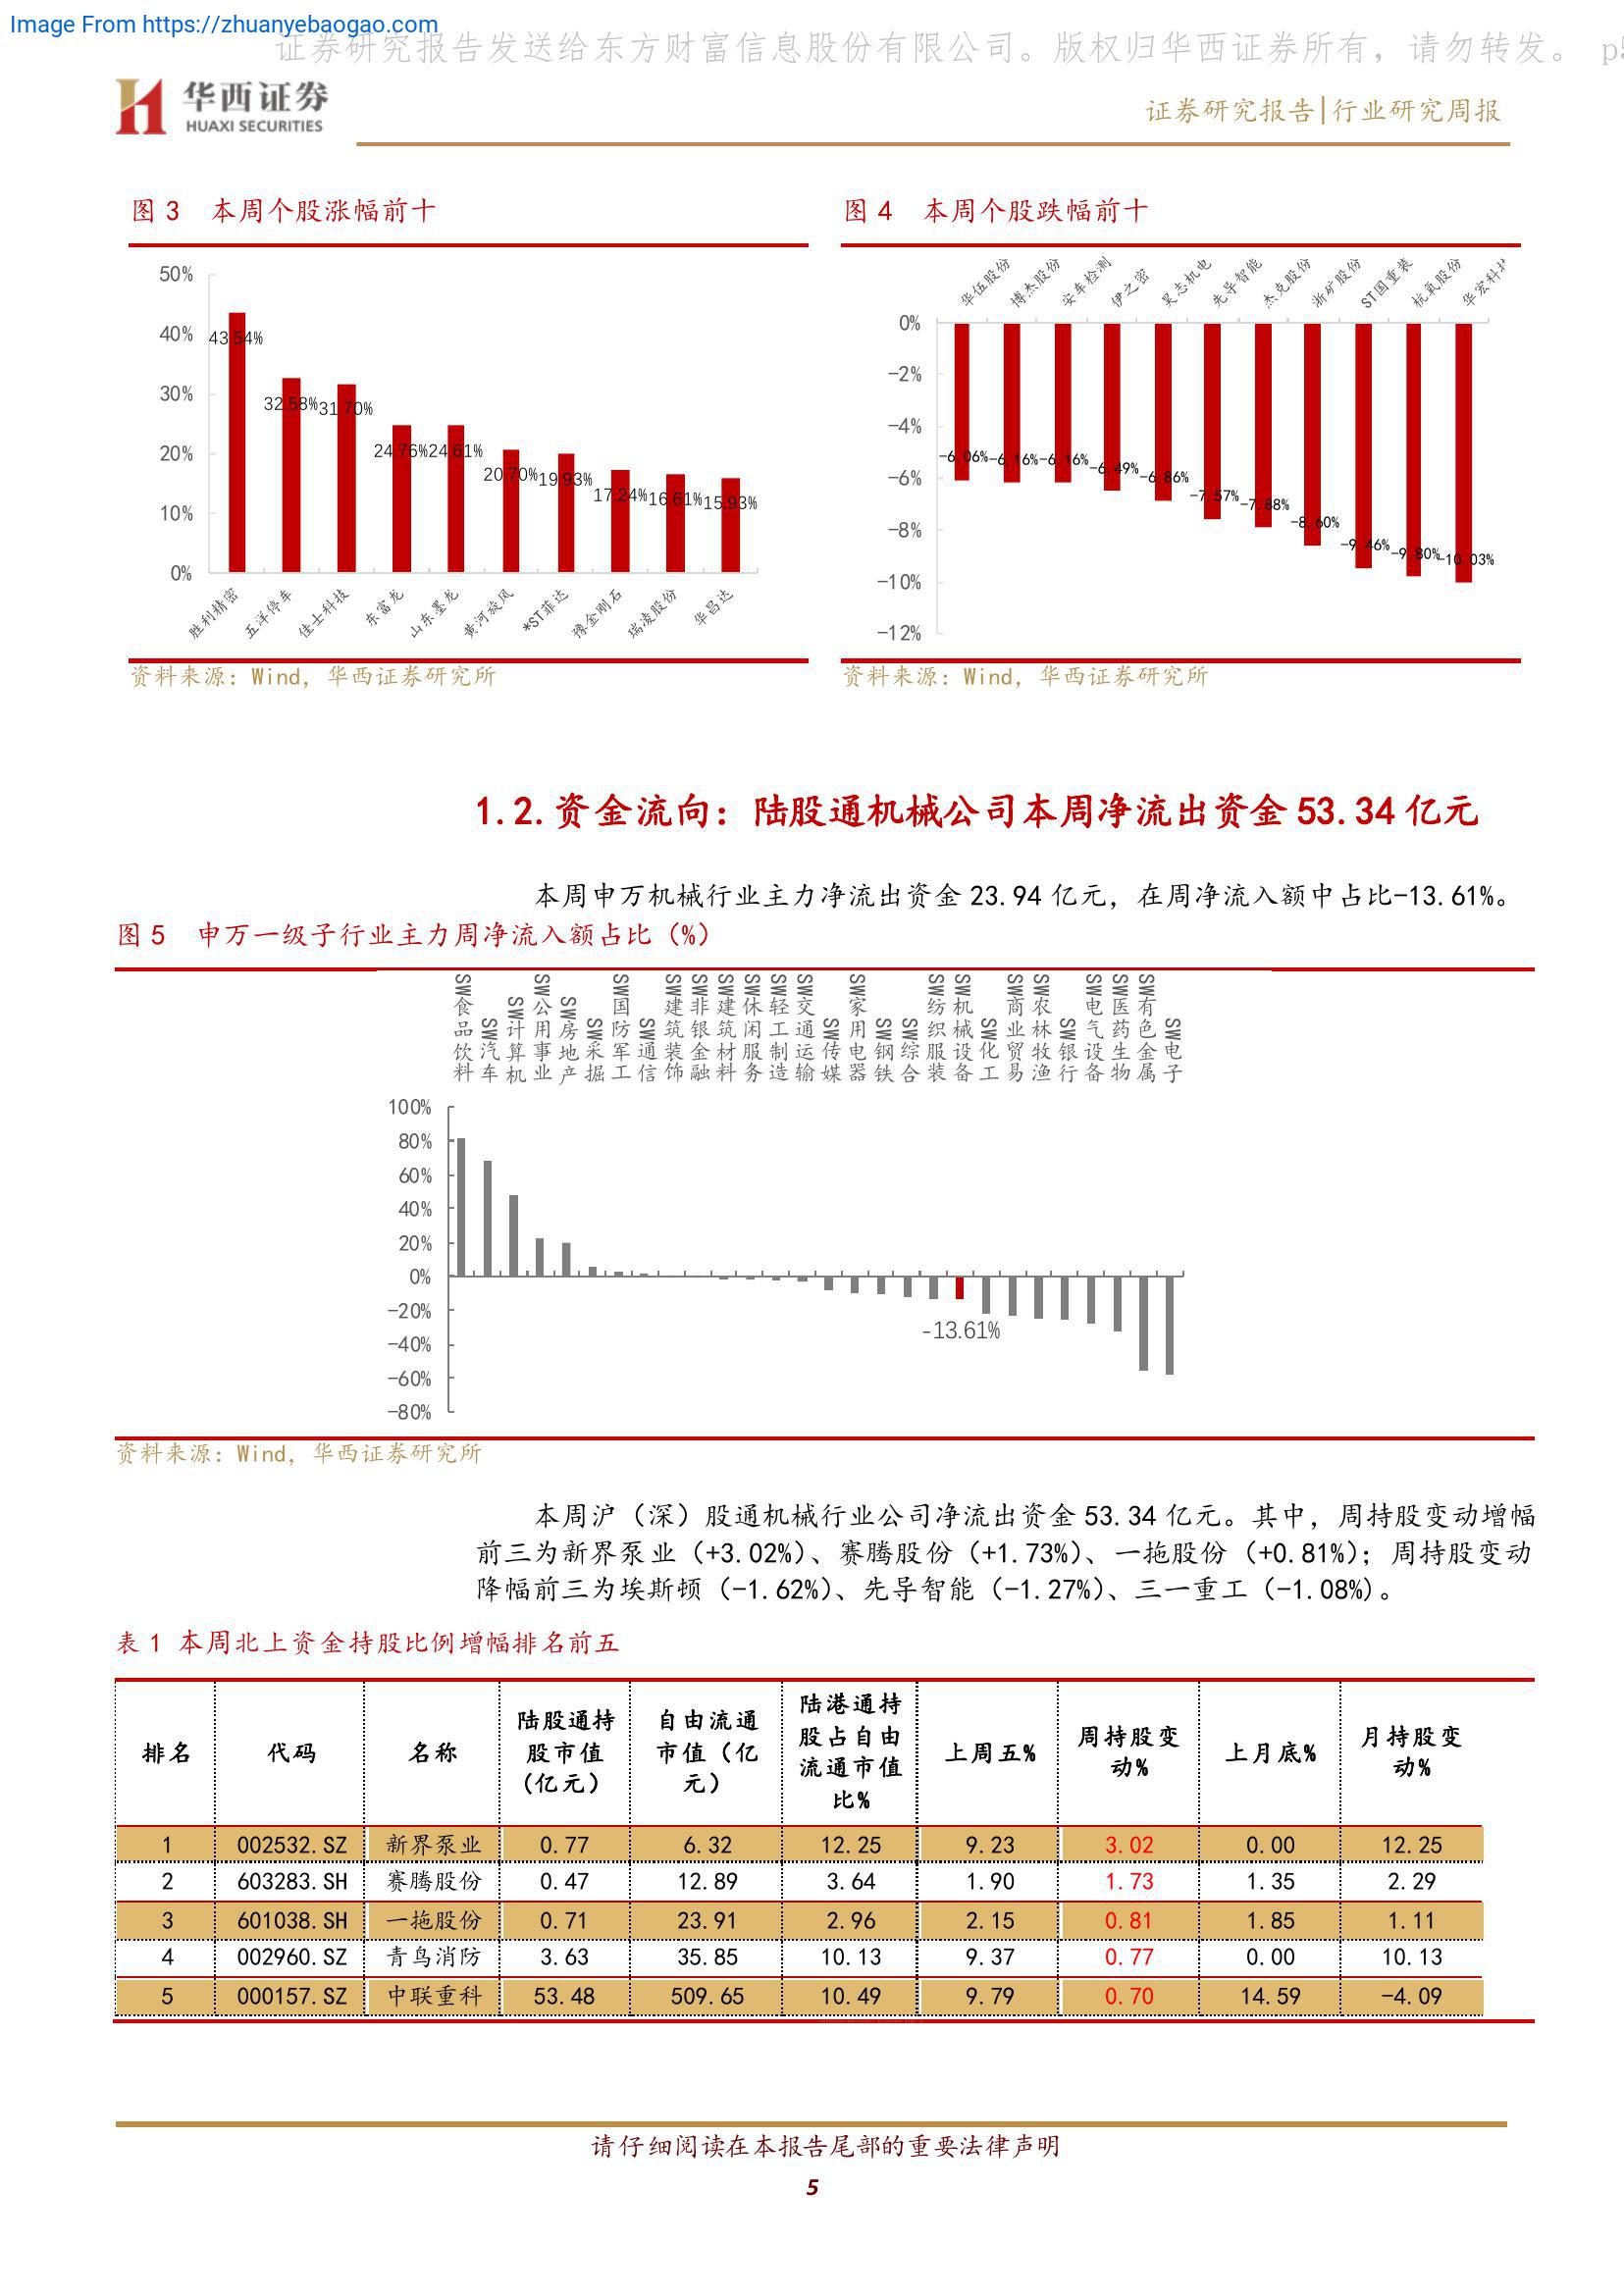 Image From https://zhuanyebaogao.com
证券研究报告发送给东方财富信息股份有限公司。版权归华西证券所有，请勿转发。 p5
华西证券
HUAXI SECURITIES
证券研究报告|行业研究周报
图 3 本周个股涨幅前十
50%
40%
30%
20%
10%
0%
43.54%
32.58%
31.70%
24.76%
24.61%
20.70%
19.93%
17.24%
16.61%
15.93%
胜利精密
五洋停车
佳士科技
东富龙
山东墨龙
黄河旋风
*ST菲达
豫金刚石
瑞凌股份
华昌达
资料来源：Wind，华西证券研究所
图 4 本周个股跌幅前十
华伍股份
博杰股份
安车检测
伊之密
昊志机电
先导智能
杰克股份
浙矿股份
ST国重装
杭氧股份
华宏科技
0%
-2%
-4%
-6%
-8%
-10%
-12%
-6.06%
-6.16%
-6.16%
-6.49%
-6.86%
-7.57%
-7.88%
-8.60%
-9.46%
-9.80%
-10.03%
资料来源：Wind，华西证券研究所
1.2.资金流向：陆股通机械公司本周净流出资金 53.34 亿元
本周申万机械行业主力净流出资金 23.94 亿元，在周净流入额中占比-13.61%。
图 5 申万一级子行业主力周净流入额占比（%）
SW食品饮料
SW汽车
SW计算机
SW公用事业
SW房地产
SW采掘
SW国防军工
SW通信
SW建筑装饰
SW非银金融
SW建筑材料
SW休闲服务
SW轻工制造
SW交通运输
SW传媒
SW家用电器
SW钢铁
SW综合
SW纺织服装
SW机械设备
SW化工
SW商业贸易
SW农林牧渔
SW银行
SW电气设备
SW医药生物
SW有色金属
SW电子
100%
80%
60%
40%
20%
0%
-20%
-40%
-60%
-80%
-13.61%
资料来源：Wind，华西证券研究所
本周沪（深）股通机械行业公司净流出资金 53.34 亿元。其中，周持股变动增幅
前三为新界泵业（+3.02%）、赛腾股份（+1.73%）、一拖股份（+0.81%）；周持股变动
降幅前三为埃斯顿（-1.62%）、先导智能（-1.27%）、三一重工（-1.08%）。
表 1 本周北上资金持股比例增幅排名前五
排名 代码 名称 陆股通持股市值（亿元） 自由流通市值（亿元） 陆港通持股占自由流通市值比% 上周五% 周持股变动% 上月底% 月持股变动%
1 002532.SZ 新界泵业 0.77 6.32 12.25 9.23 3.02 0.00 12.25
2 603283.SH 赛腾股份 0.47 12.89 3.64 1.90 1.73 1.35 2.29
3 601038.SH 一拖股份 0.71 23.91 2.96 2.15 0.81 1.85 1.11
4 002960.SZ 青鸟消防 3.63 35.85 10.13 9.37 0.77 0.00 10.13
5 000157.SZ 中联重科 53.48 509.65 10.49 9.79 0.70 14.59 -4.09
请仔细阅读在本报告尾部的重要法律声明
5